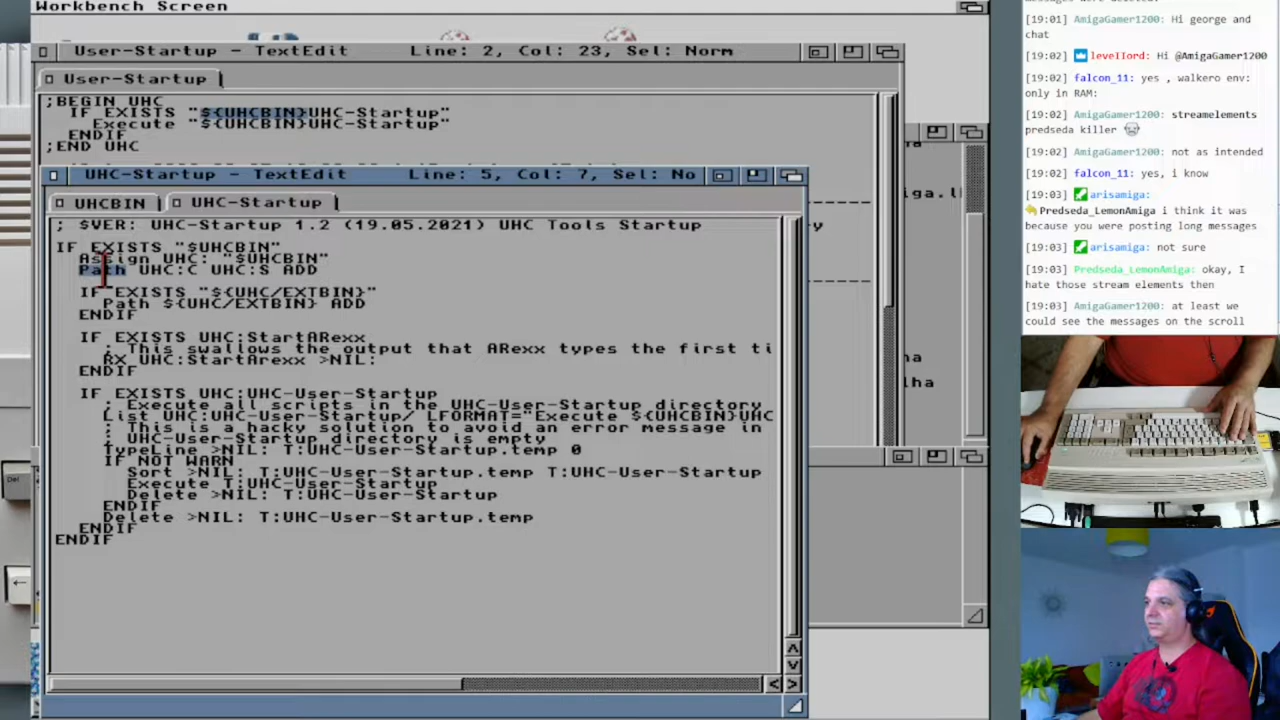 Workbench Screen
User-Startup - TextEdit Line: 2, Col: 23, Sel: Norm
User-Startup
;BEGIN UHC
IF EXISTS "${UHCBIN}UHC-Startup"
Execute "${UHCBIN}UHC-Startup"
ENDIF
;END UHC
UHC-Startup - TextEdit Line: 5, Col: 7, Sel: No
UHCBIN UHC-Startup
; $VER: UHC-Startup 1.2 (19.05.2021) UHC Tools Startup
IF EXISTS "$UHCBIN"
Assign UHC: "$UHCBIN"
Path UHC:C UHC:S ADD
IF EXISTS "${UHC/EXTBIN}"
Path ${UHC/EXTBIN} ADD
ENDIF
IF EXISTS UHC:StartARexx
; This swallows the output that ARexx types the first ti
RX UHC:StartArexx >NIL:
ENDIF
IF EXISTS UHC:UHC-User-Startup
; Execute all scripts in the UHC-User-Startup directory
List UHC:UHC-User-Startup/ LFORMAT="Execute ${UHCBIN}UHC
; This is a hacky solution to avoid an error message in
; UHC-User-Startup directory is empty
TypeLine >NIL: T:UHC-User-Startup.temp 0
IF NOT WARN
Sort >NIL: T:UHC-User-Startup.temp T:UHC-User-Startup
Execute T:UHC-User-Startup
Delete >NIL: T:UHC-User-Startup
ENDIF
Delete >NIL: T:UHC-User-Startup.temp
ENDIF
ENDIF
ha
iga.l
y
ha
lha
Del
[19:01] AmigaGamer1200: Hi george and
chat
[19:02] levellord: Hi @AmigaGamer1200
[19:02] falcon_11: yes , walkero env:
only in RAM:
[19:02] AmigaGamer1200: streamelements
predseda killer
[19:02] AmigaGamer1200: not as intended
[19:02] falcon_11: yes, i know
[19:03] arisamiga:
Predseda_LemonAmiga i think it was
because you were posting long messages
[19:03] arisamiga: not sure
[19:03] Predseda_LemonAmiga: okay, I
hate those stream elements then
[19:03] AmigaGamer1200: at least we
could see the messages on the scroll